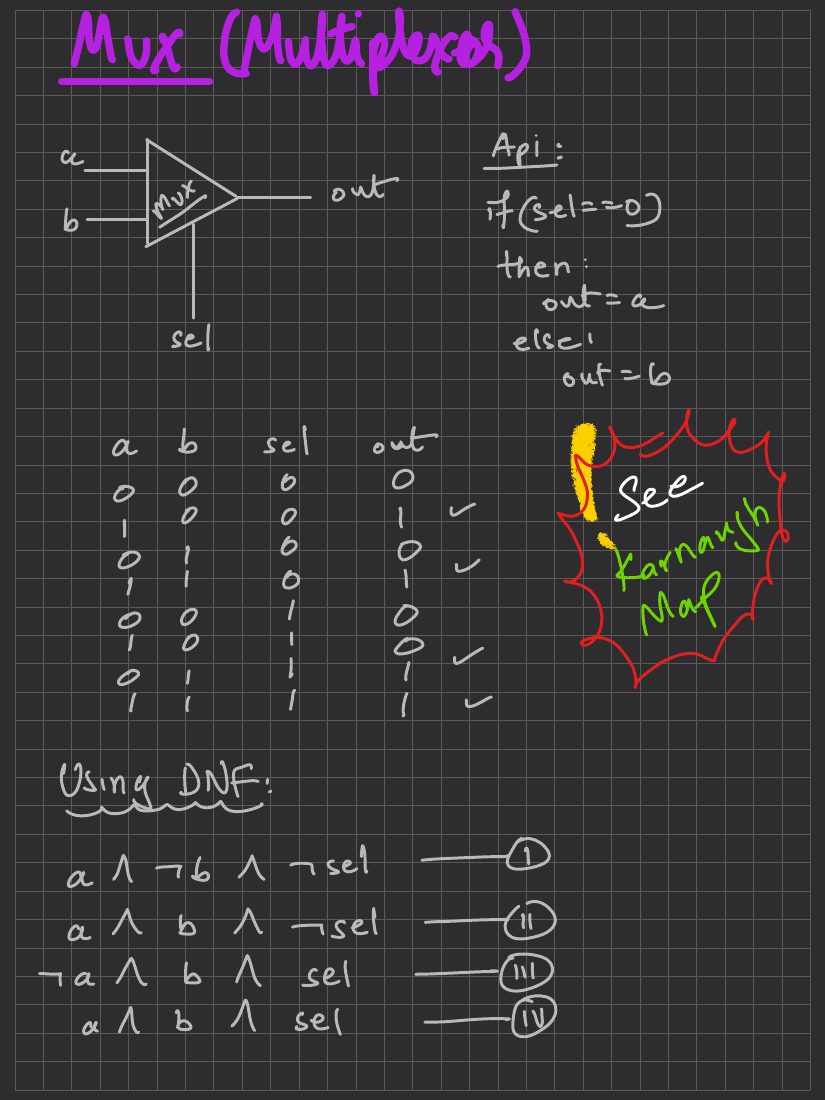 Mux (Multiplexor)
a
b
Mux
out
sel
Api:
if(sel==0)
then:
out=a
else:
out=b
a b sel out
0 0 0 0
1 0 0 1 ✓
0 1 0 0
1 1 0 1 ✓
0 0 1 0
1 0 1 0
0 1 1 1 ✓
1 1 1 1 ✓
! See
Karnaugh
Map
Using DNF:
a ∧ ¬b ∧ ¬sel — I
a ∧ b ∧ ¬sel — II
¬a ∧ b ∧ sel — III
a ∧ b ∧ sel — IV